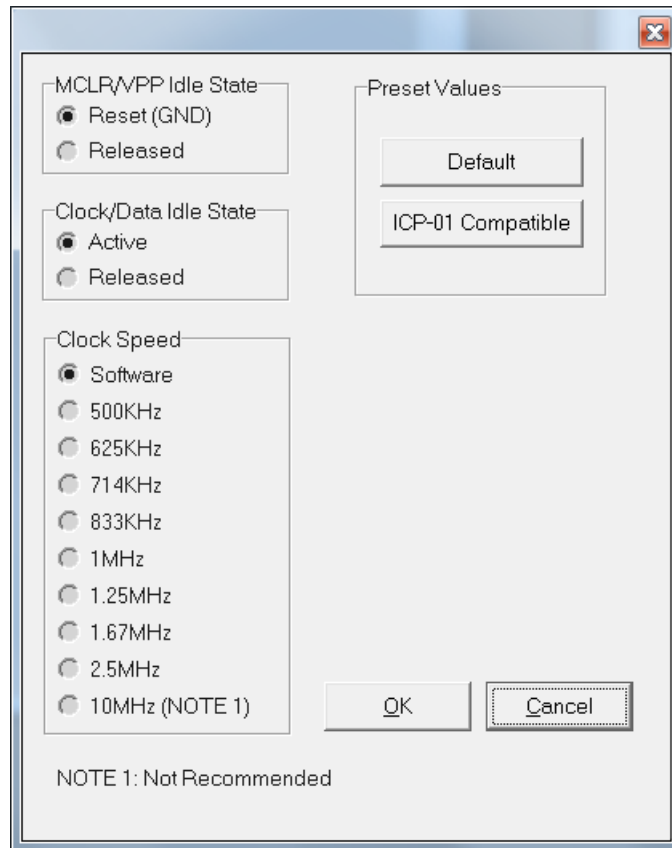 MCLR/VPP Idle State
Reset (GND)
Released
Clock/Data Idle State
Active
Released
Clock Speed
Software
500KHz
625KHz
714KHz
833KHz
1MHz
1.25MHz
1.67MHz
2.5MHz
10MHz (NOTE 1)
Preset Values
Default
ICP-01 Compatible
OK
Cancel
NOTE 1: Not Recommended